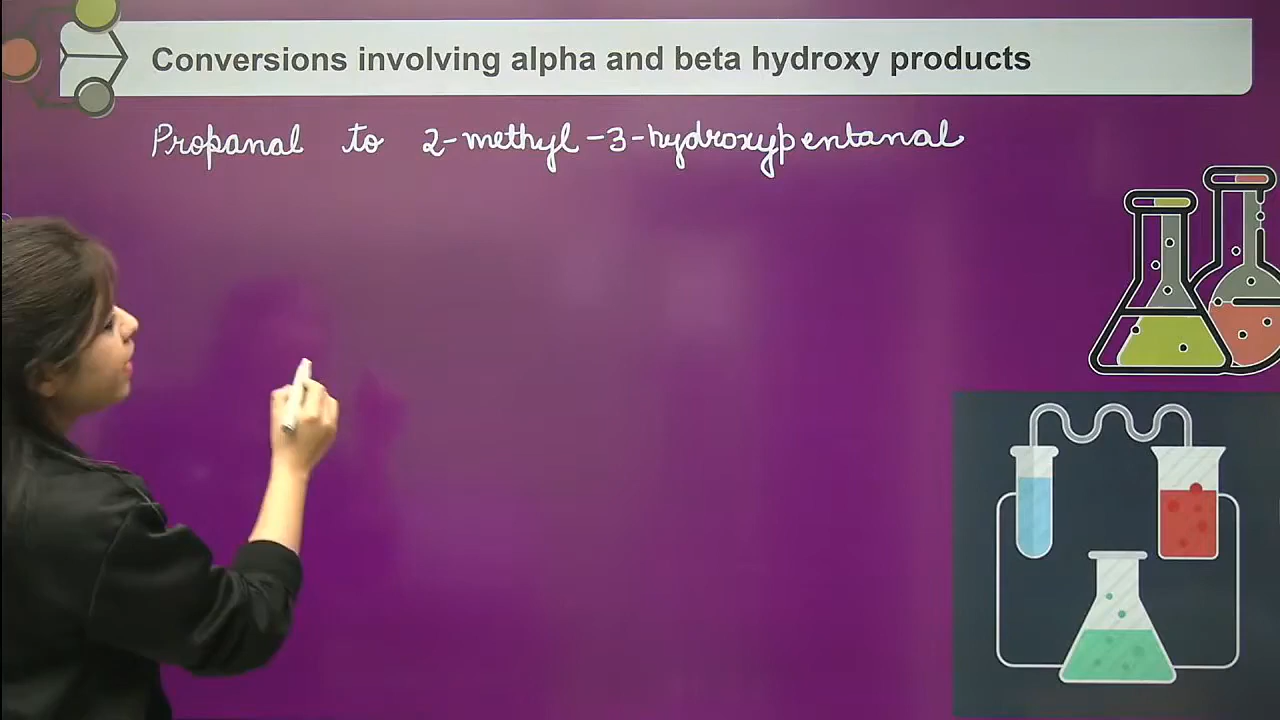 Conversions involving alpha and beta hydroxy products
Propanal to 2-methyl-3-hydroxypentanal